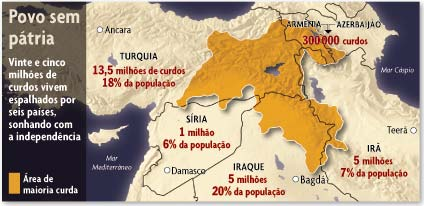 Povo sem
pátria
Vinte e cinco
milhões de
curdos vivem
espalhados por
seis países,
sonhando com
a independência
Área de
maioria curda
Ancara
TURQUIA
13,5 milhões de curdos
18% da população
ARMÊNIA
AZERBAIJÃO
300 000 curdos
Mar Cáspio
SÍRIA
1 milhão
6% da população
Mar
Mediterrâneo
Damasco
IRAQUE
5 milhões
20% da população
Bagdá
Teerã
IRÃ
5 milhões
7% da população